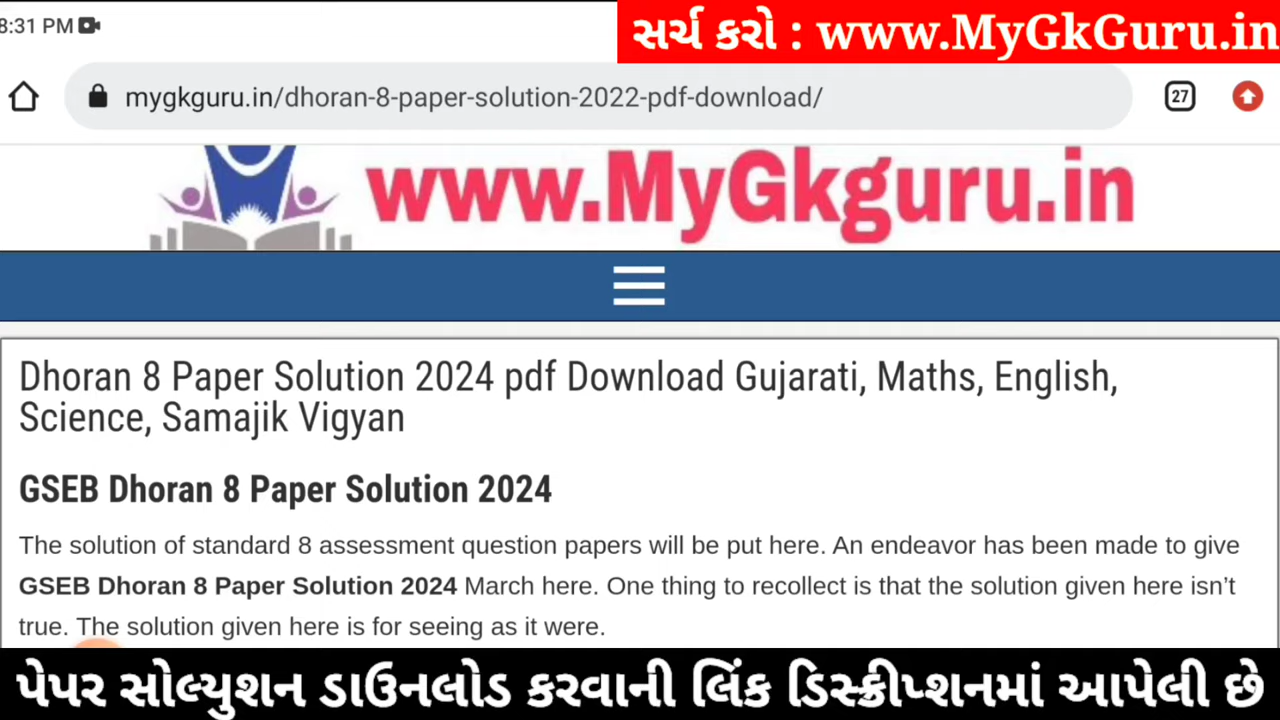 8:31 PM
સર્ચ કરો : www.MyGkGuru.in
mygkguru.in/dhoran-8-paper-solution-2022-pdf-download/
27
www.MyGkguru.in
Dhoran 8 Paper Solution 2024 pdf Download Gujarati, Maths, English,
Science, Samajik Vigyan
GSEB Dhoran 8 Paper Solution 2024
The solution of standard 8 assessment question papers will be put here. An endeavor has been made to give
GSEB Dhoran 8 Paper Solution 2024 March here. One thing to recollect is that the solution given here isn’t
true. The solution given here is for seeing as it were.
પેપર સોલ્યુશન ડાઉનલોડ કરવાની લિંક ડિસ્ક્રીપ્શનમાં આપેલી છે